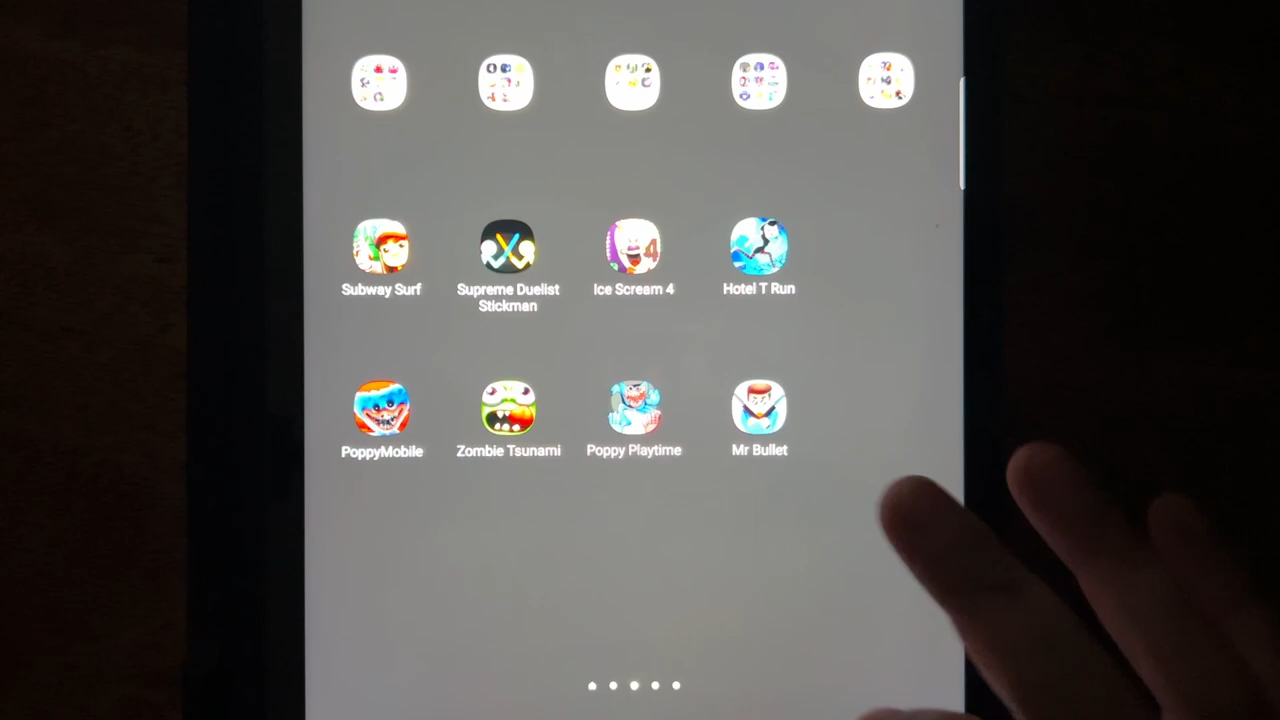 Subway Surf
Supreme Duelist
Stickman
Ice Scream 4
Hotel T Run
PoppyMobile
Zombie Tsunami
Poppy Playtime
Mr Bullet